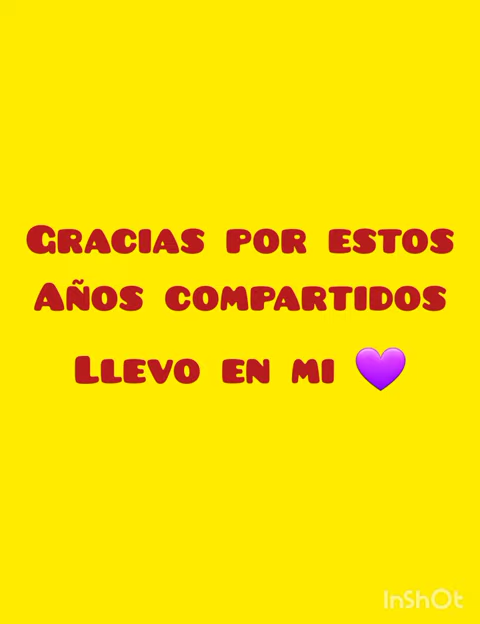 GRACIAS POR ESTOS
AÑOS COMPARTIDOS
LLEVO EN MI 💜
InShOt